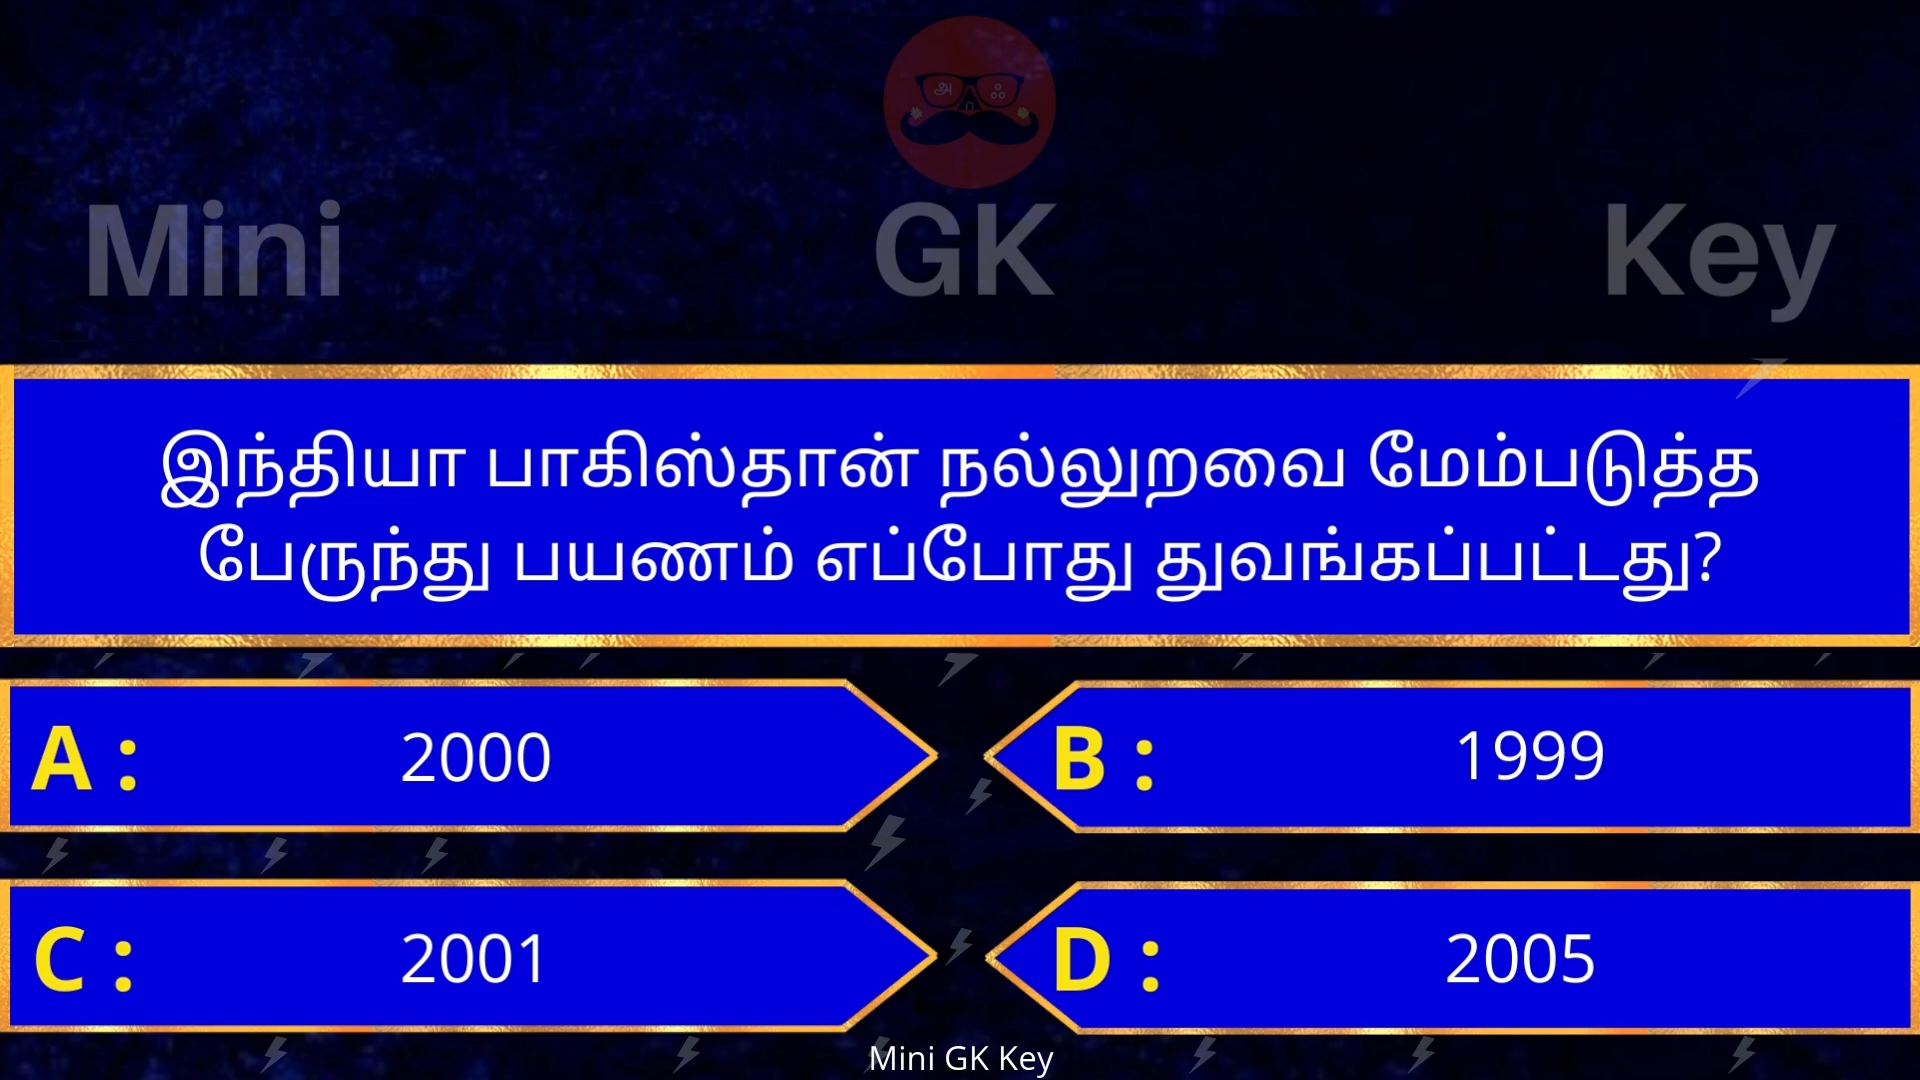 அ ஃ
Mini GK Key
இந்தியா பாகிஸ்தான் நல்லுறவை மேம்படுத்த
பேருந்து பயணம் எப்போது துவங்கப்பட்டது?
A : 2000
B : 1999
C : 2001
D : 2005
Mini GK Key